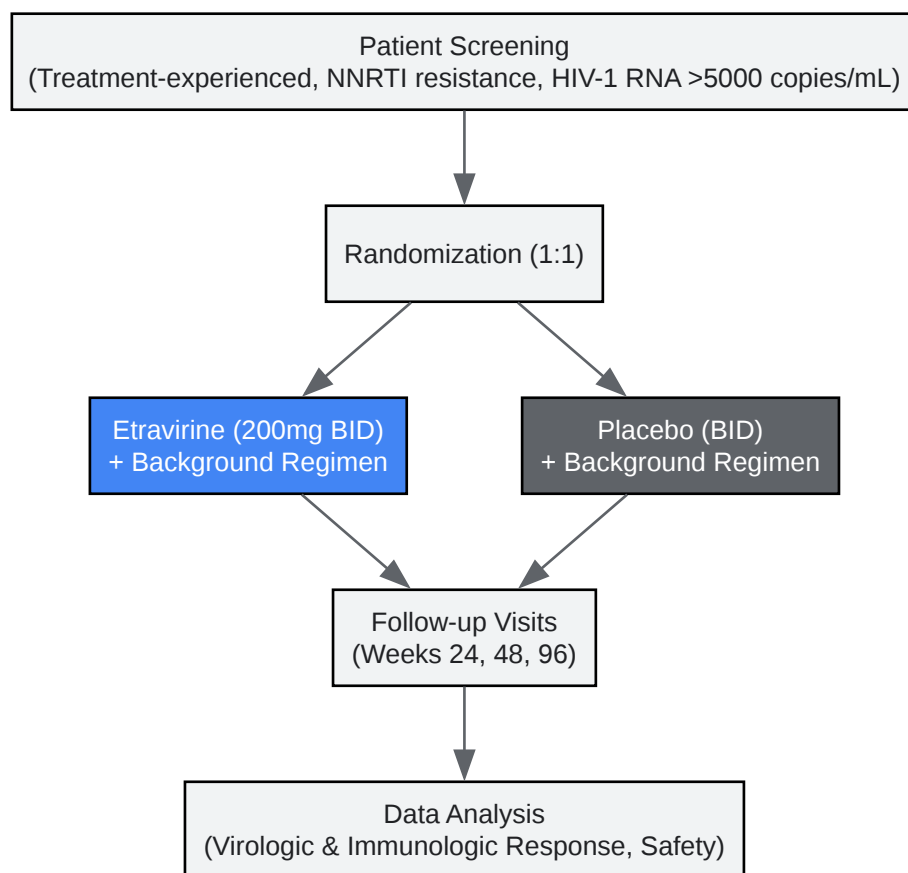 Patient Screening
(Treatment-experienced, NNRTI resistance, HIV-1 RNA >5000 copies/mL)
Randomization (1:1)
Etravirine (200mg BID)
+ Background Regimen
Placebo (BID)
+ Background Regimen
Follow-up Visits
(Weeks 24, 48, 96)
Data Analysis
(Virologic & Immunologic Response, Safety)